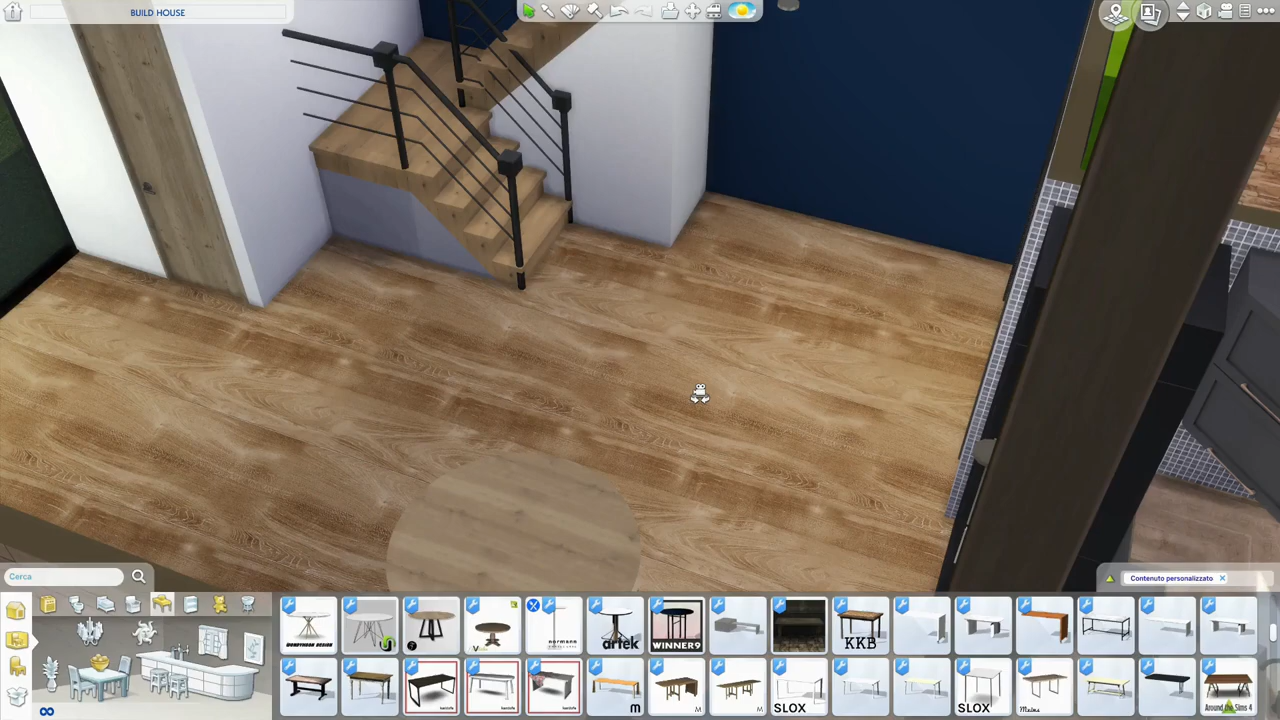 BUILD HOUSE
Cerca
Contenuto personalizzato
artek
WINNER9
KKB
SLOX
SLOX
Around the Sims 4
m
M
M